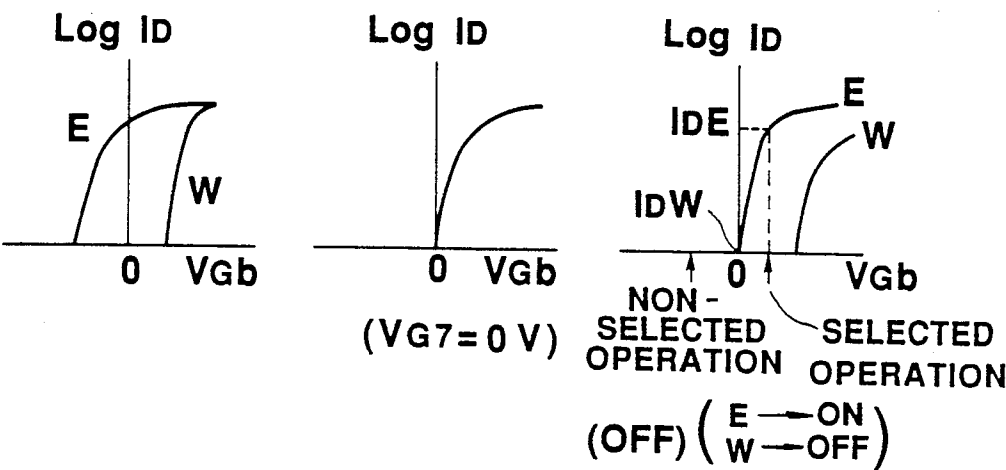 Log ID
E
W
0
VGb
Log ID
0
VGb
(VG7=0 V)
Log ID
E
IDE
W
IDW
0
VGb
NON-
SELECTED
OPERATION
SELECTED
OPERATION
(OFF)
(E → ON
W → OFF)